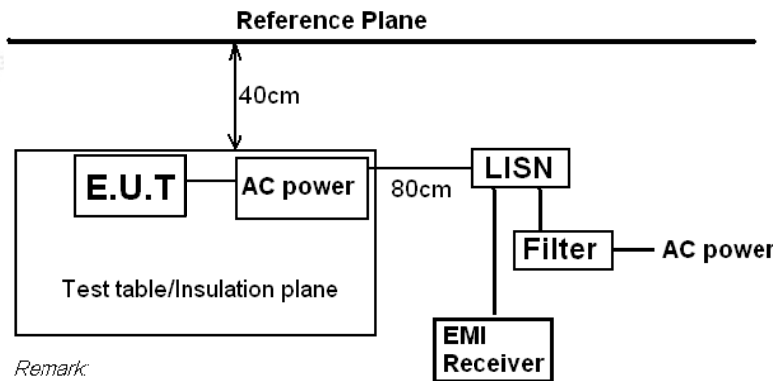 Reference Plane
40cm
E.U.T
AC power
80cm
LISN
Filter
AC power
Test table/Insulation plane
EMI
Receiver
Remark: